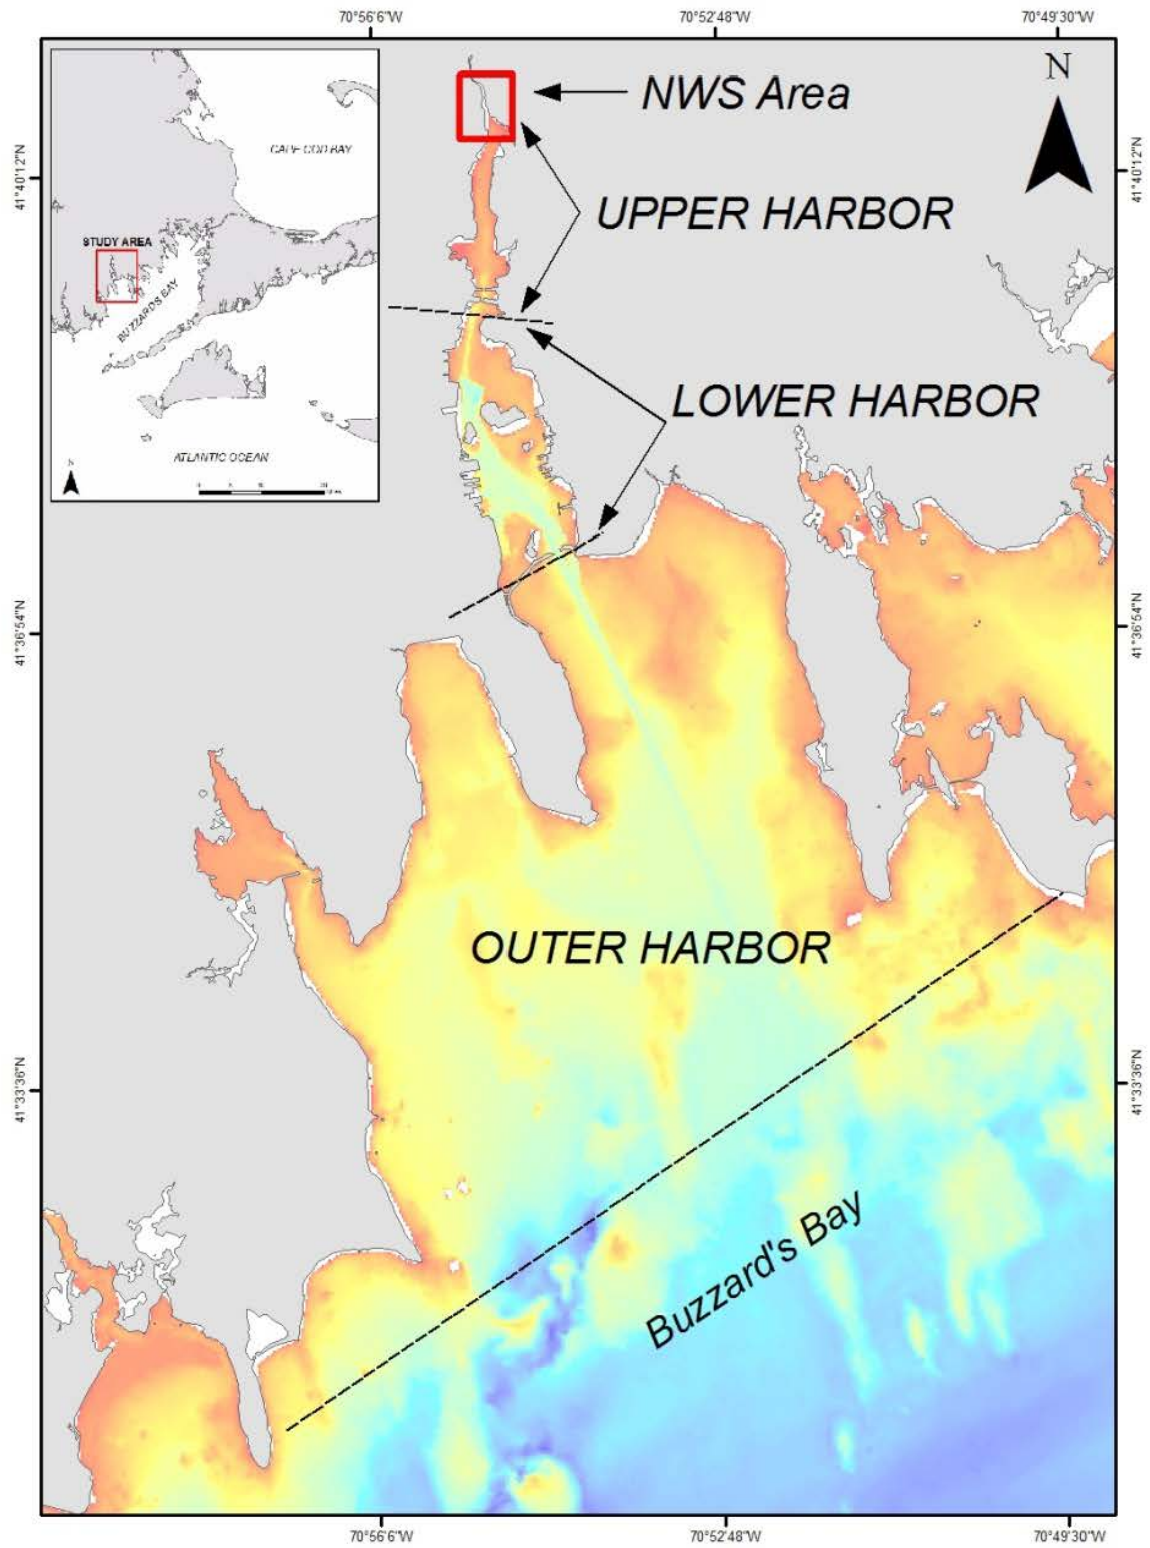 70°56'6"W
70°52'48"W
70°49'30"W
NWS Area
N
CAPE COD BAY
41°40'12"N
41°40'12"N
UPPER HARBOR
STUDY AREA
BUZZARDS BAY
LOWER HARBOR
ATLANTIC OCEAN
N
41°36'54"N
41°36'54"N
OUTER HARBOR
41°33'36"N
41°33'36"N
Buzzard's Bay
70°56'6"W
70°52'48"W
70°49'30"W